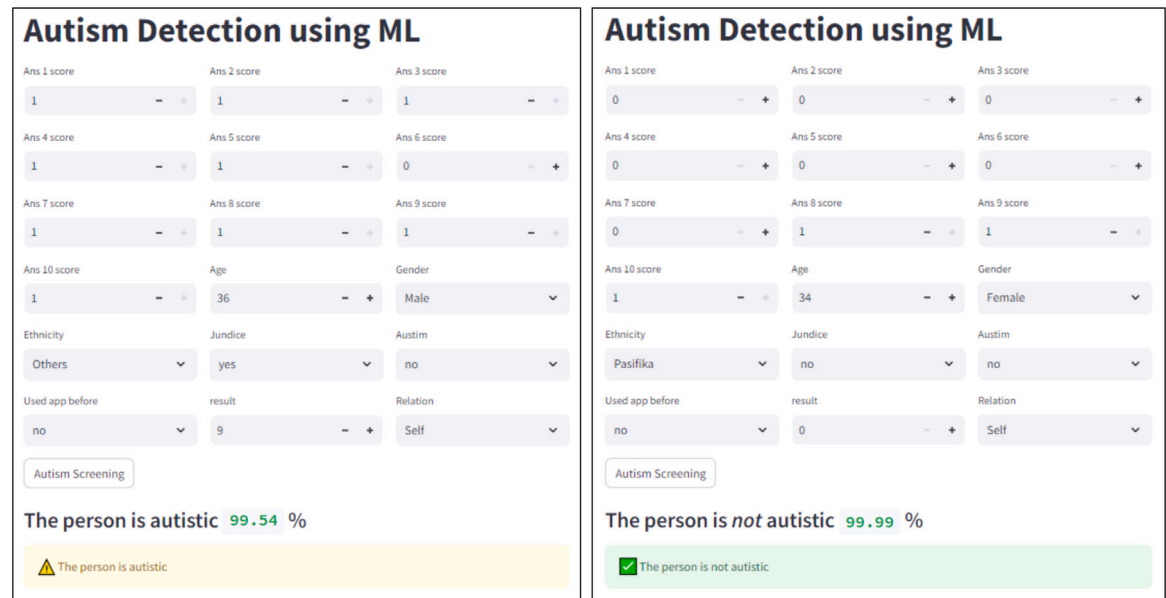 Autism Detection using ML
Ans 1 score Ans 2 score Ans 3 score
1 - + 1 - + 1 - +
Ans 4 score Ans 5 score Ans 6 score
1 - + 1 - + 0 - +
Ans 7 score Ans 8 score Ans 9 score
1 - + 1 - + 1 - +
Ans 10 score Age Gender
1 - + 36 - + Male
Ethnicity Jundice Austim
Others yes no
Used app before result Relation
no 9 - + Self
Autism Screening
The person is autistic 99.54 %
The person is autistic
Autism Detection using ML
Ans 1 score Ans 2 score Ans 3 score
0 - + 0 - + 0 - +
Ans 4 score Ans 5 score Ans 6 score
0 - + 0 - + 0 - +
Ans 7 score Ans 8 score Ans 9 score
0 - + 1 - + 1 - +
Ans 10 score Age Gender
1 - + 34 - + Female
Ethnicity Jundice Austim
Pasifika no no
Used app before result Relation
no 0 - + Self
Autism Screening
The person is not autistic 99.99 %
The person is not autistic